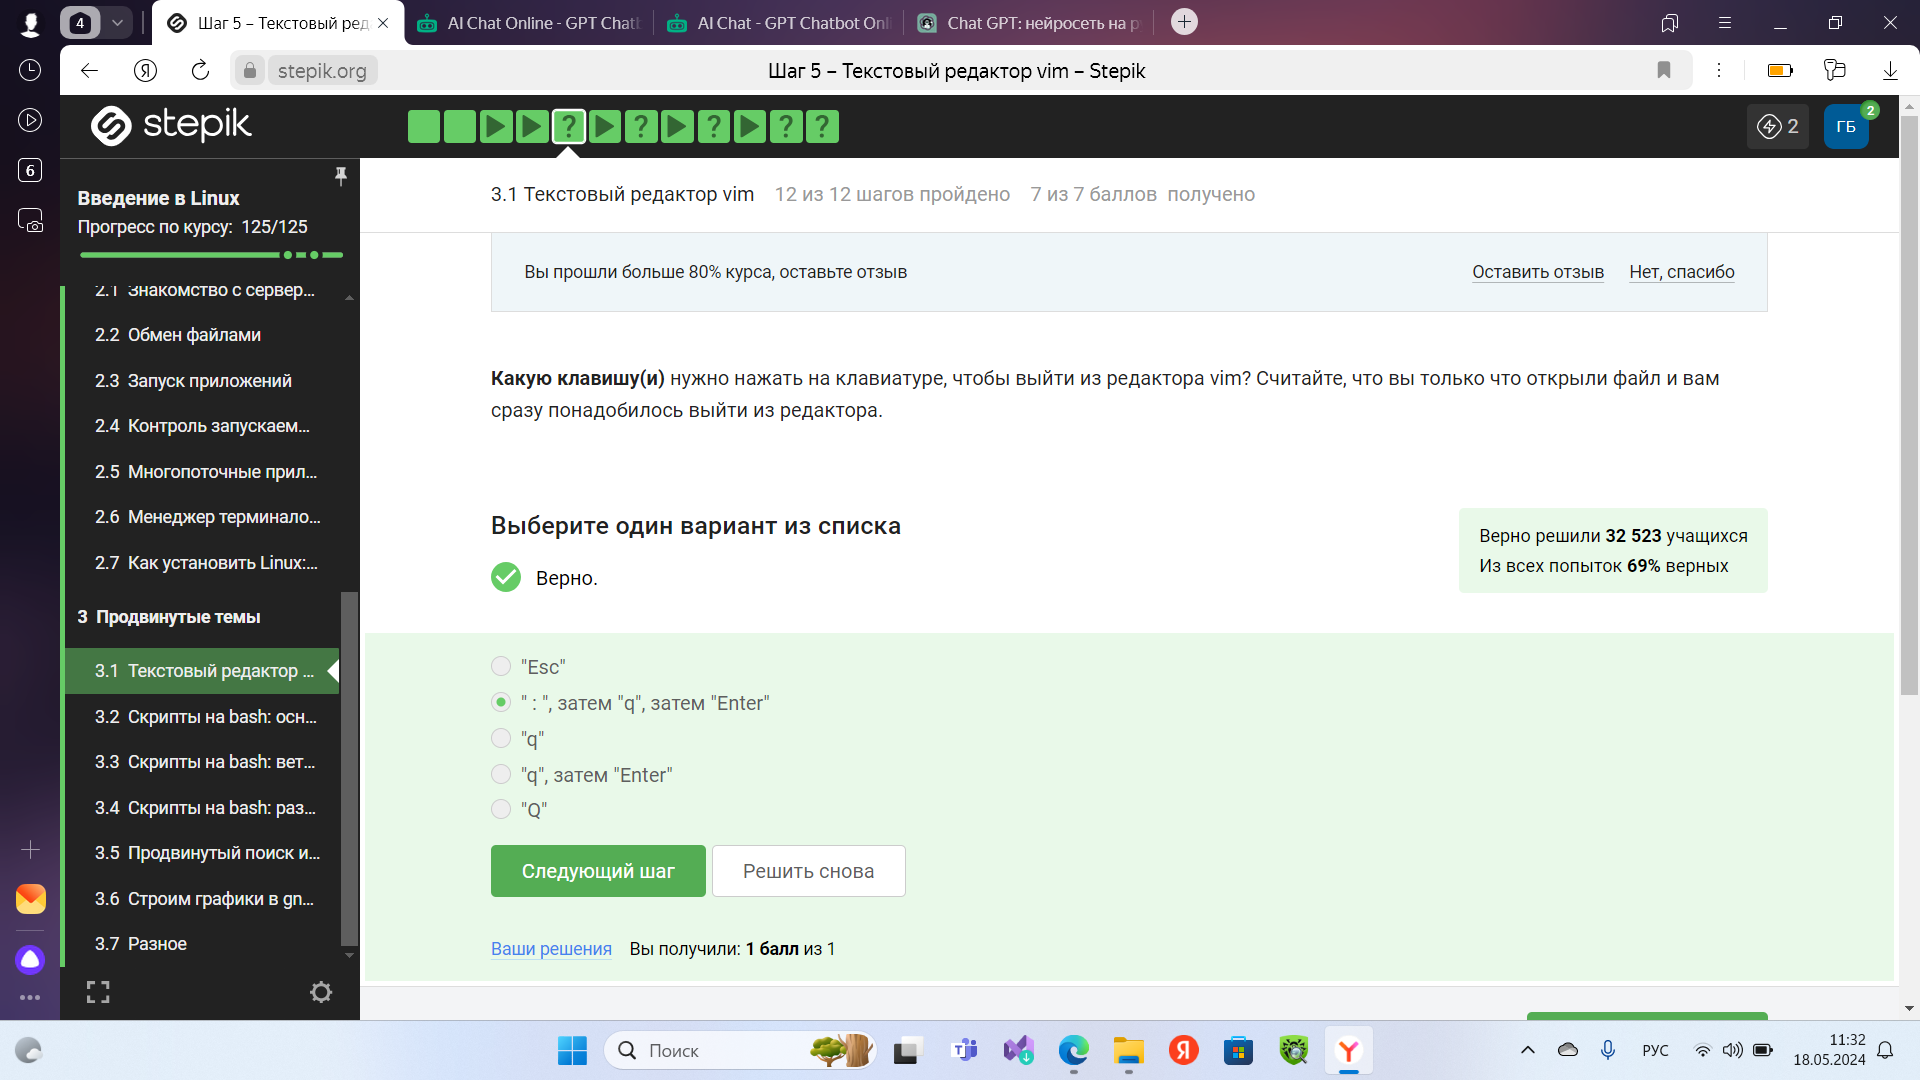 4
Шаг 5 – Текстовый ред
AI Chat Online - GPT Chatb
AI Chat - GPT Chatbot Onl
Chat GPT: нейросеть на р
stepik.org
Шаг 5 – Текстовый редактор vim – Stepik
6
stepik
? ? ? ? ?
2
ГБ
2
Введение в Linux
Прогресс по курсу: 125/125
2.1 Знакомство с сервер...
2.2 Обмен файлами
2.3 Запуск приложений
2.4 Контроль запускаем...
2.5 Многопоточные прил...
2.6 Менеджер терминало...
2.7 Как установить Linux:...
3 Продвинутые темы
3.1 Текстовый редактор ...
3.2 Скрипты на bash: осн...
3.3 Скрипты на bash: вет...
3.4 Скрипты на bash: раз...
3.5 Продвинутый поиск и...
3.6 Строим графики в gn...
3.7 Разное
3.1 Текстовый редактор vim 12 из 12 шагов пройдено 7 из 7 баллов получено
Вы прошли больше 80% курса, оставьте отзыв
Оставить отзыв
Нет, спасибо
Какую клавишу(и) нужно нажать на клавиатуре, чтобы выйти из редактора vim? Считайте, что вы только что открыли файл и вам
сразу понадобилось выйти из редактора.
Выберите один вариант из списка
Верно.
Верно решили 32 523 учащихся
Из всех попыток 69% верных
"Esc"
" : ", затем "q", затем "Enter"
"q"
"q", затем "Enter"
"Q"
Следующий шаг
Решить снова
Ваши решения
Вы получили: 1 балл из 1
Поиск
РУС
11:32
18.05.2024